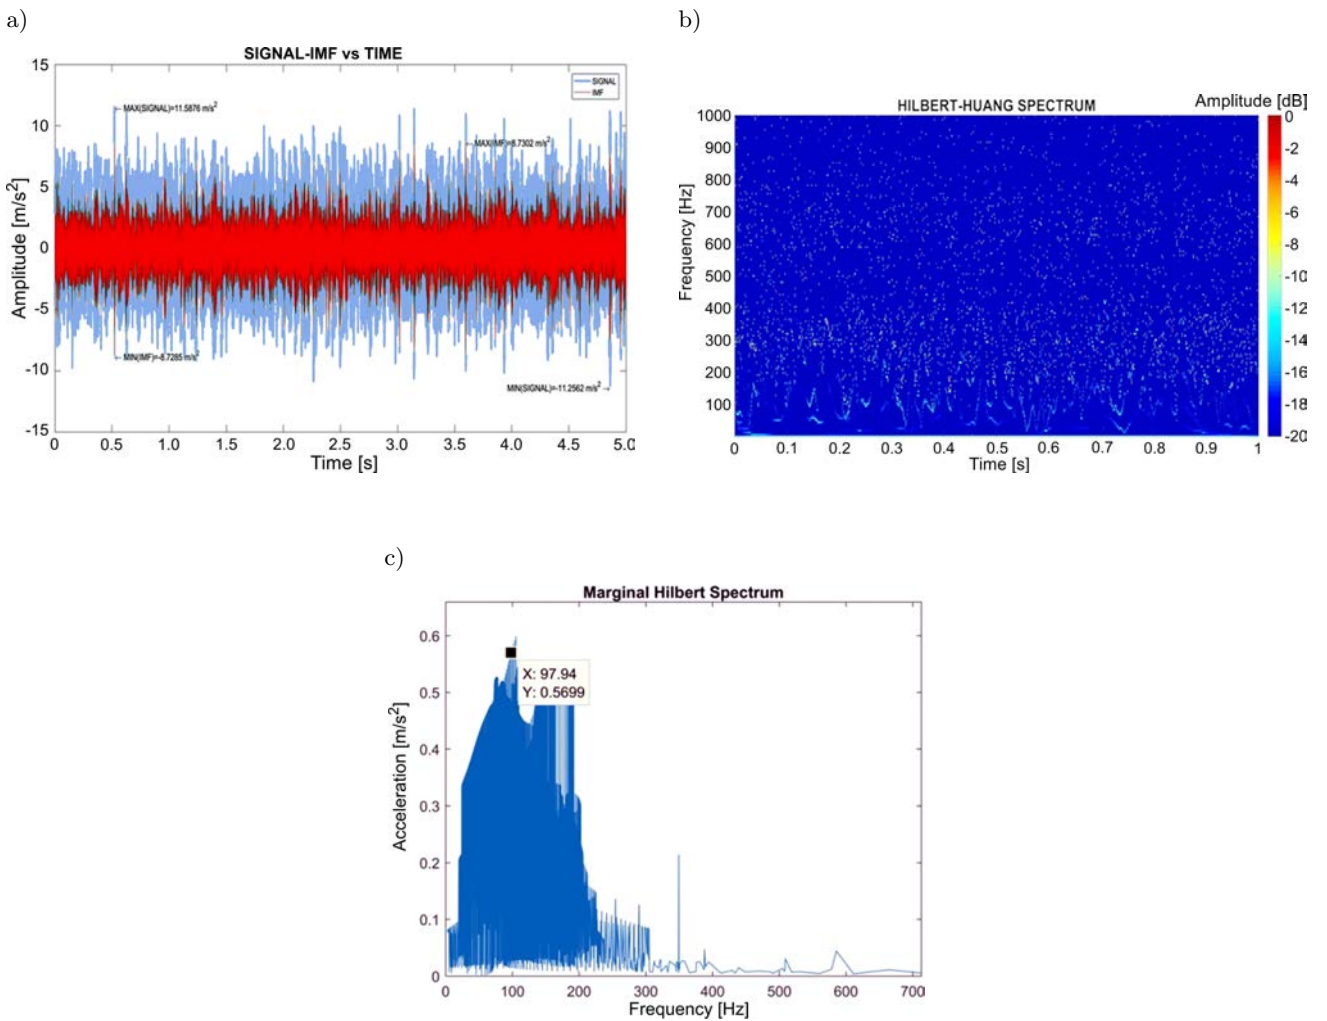 a)
SIGNAL-IMF vs TIME
15
10
5
0
-5
-10
-15
Amplitude [m/s²]
SIGNAL
IMF
MAX(SIGNAL)=11.5876 m/s²
MAX(IMF)=8.7302 m/s²
MIN(IMF)=-8.7285 m/s²
MIN(SIGNAL)=-11.2562 m/s²
0 0.5 1.0 1.5 2.0 2.5 3.0 3.5 4.0 4.5 5.0
Time [s]
b)
HILBERT-HUANG SPECTRUM
Amplitude [dB]
1000
900
800
700
600
500
400
300
200
100
Frequency [Hz]
0
-2
-4
-6
-8
-10
-12
-14
-16
-18
-20
0 0.1 0.2 0.3 0.4 0.5 0.6 0.7 0.8 0.9 1
Time [s]
c)
Marginal Hilbert Spectrum
0.6
0.5
0.4
0.3
0.2
0.1
0
Acceleration [m/s²]
X: 97.94
Y: 0.5699
0 100 200 300 400 500 600 700
Frequency [Hz]